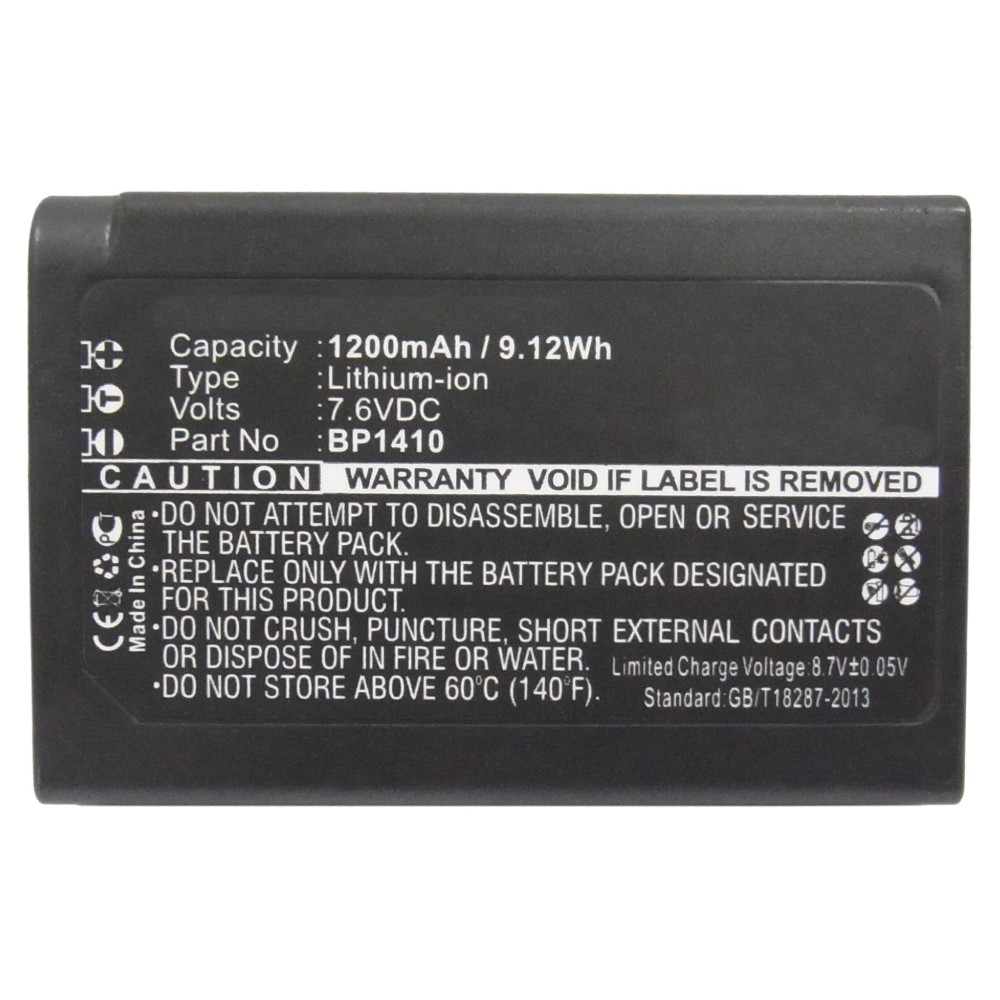 Capacity :1200mAh / 9.12Wh
Type :Lithium-ion
Volts :7.6VDC
Part No :BP1410
CAUTION WARRANTY VOID IF LABEL IS REMOVED
•DO NOT ATTEMPT TO DISASSEMBLE, OPEN OR SERVICE
THE BATTERY PACK.
•REPLACE ONLY WITH THE BATTERY PACK DESIGNATED
FOR THIS PRODUCT.
•DO NOT CRUSH, PUNCTURE, SHORT EXTERNAL CONTACTS
OR DISPOSE OF IN FIRE OR WATER.
•DO NOT STORE ABOVE 60°C (140°F).
Limited Charge Voltage:8.7V±0.05V
Standard:GB/T18287-2013
CE
PC
Made In China